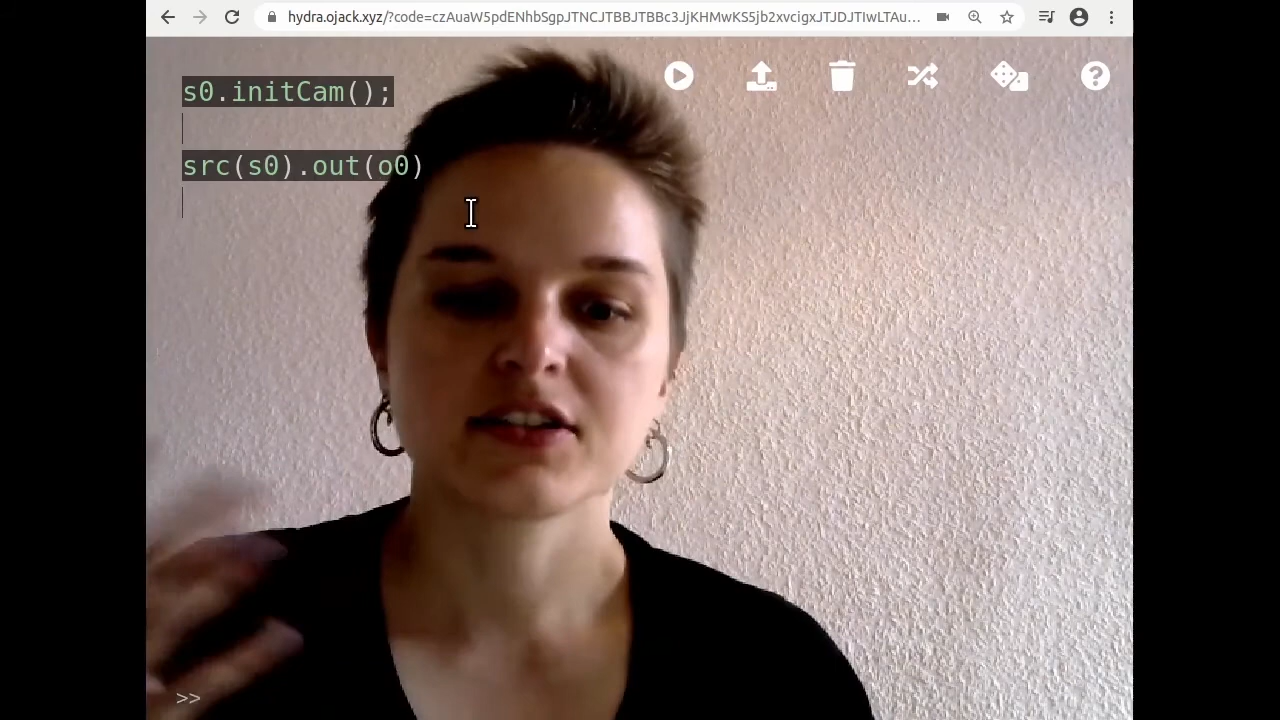 hydra.ojack.xyz/?code=czAuaW5pdENhbSgpJTNCJTBBJTBBc3JjKHMwKS5jb2xvcigxJTJDJTIwLTAu...
s0.initCam();
src(s0).out(o0)
>>